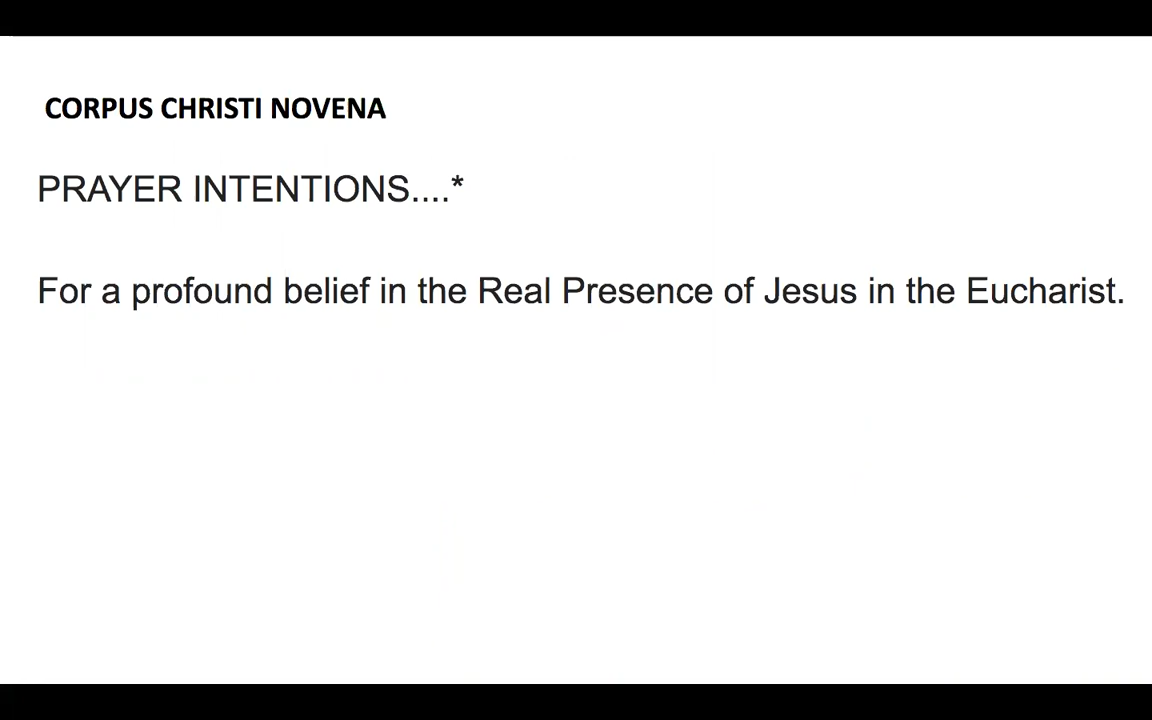 CORPUS CHRISTI NOVENA
PRAYER INTENTIONS....*
For a profound belief in the Real Presence of Jesus in the Eucharist.